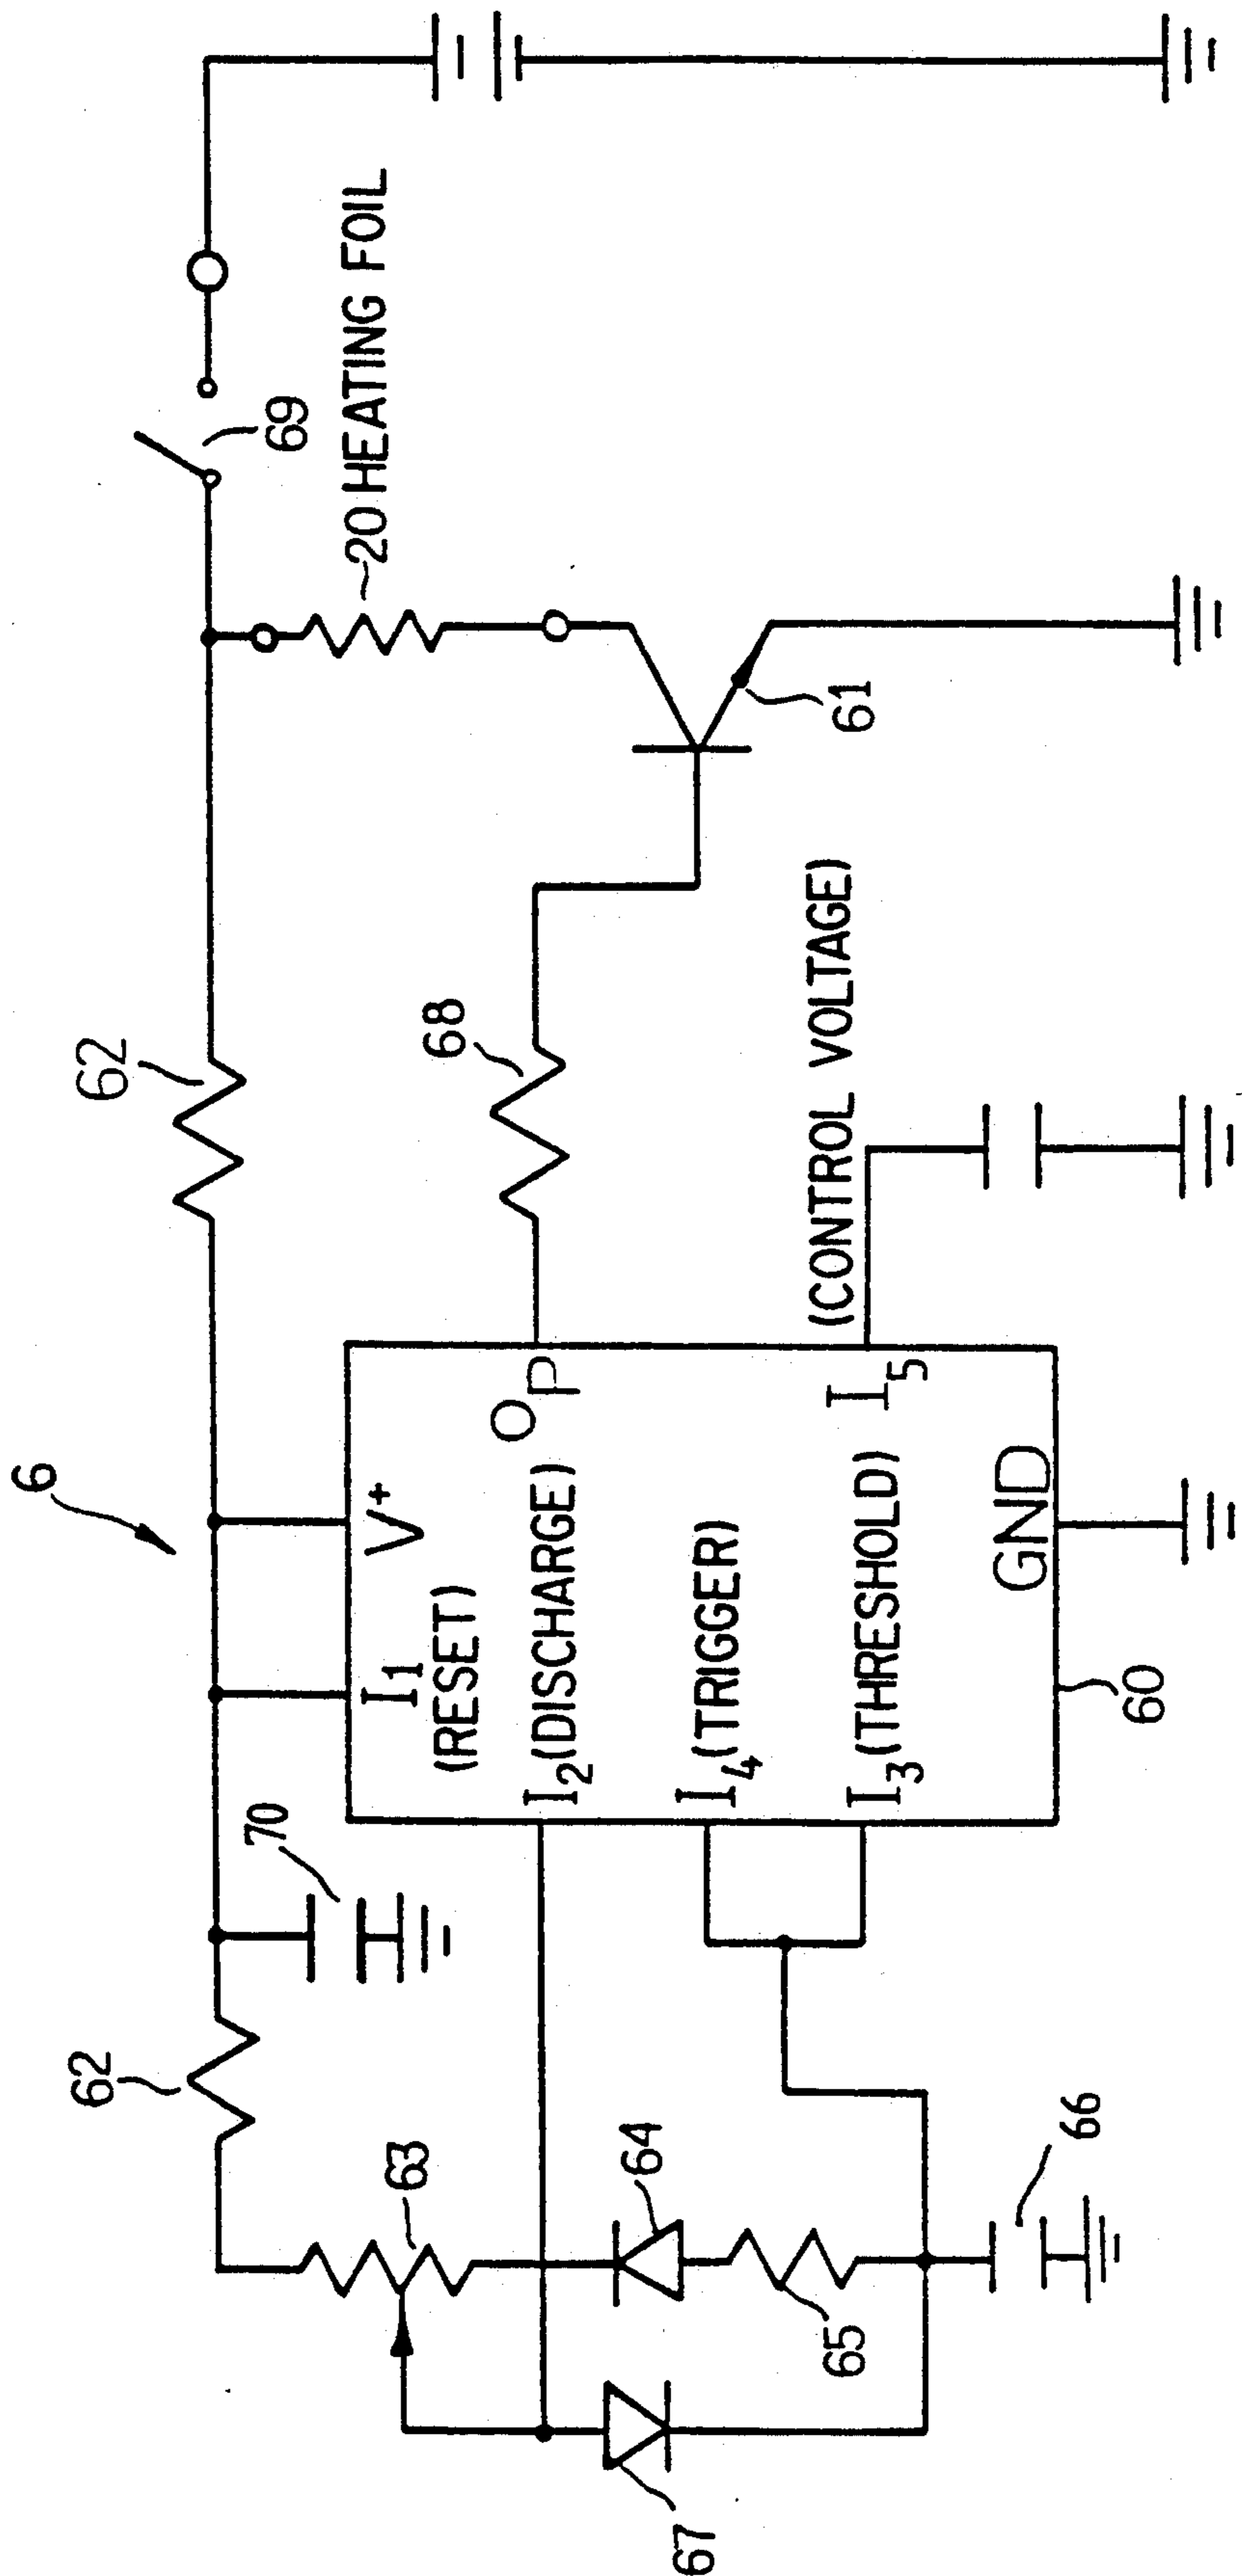 6
62
62
69
20 HEATING FOIL
70
63
68
V+
I1
(RESET)
OP
I2 (DISCHARGE)
64
61
I4 (TRIGGER)
67
65
I3 (THRESHOLD)
I5
(CONTROL VOLTAGE)
66
GND
60